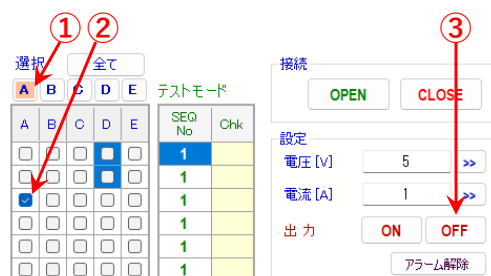 ① ② ③
選択 全て
A B C D E テストモード
A B C D E SEQ No Chk
1
1
1
1
1
1
接続
OPEN CLOSE
設定
電圧 [V] 5 >>
電流 [A] 1 >>
出力 ON OFF
アラーム解除